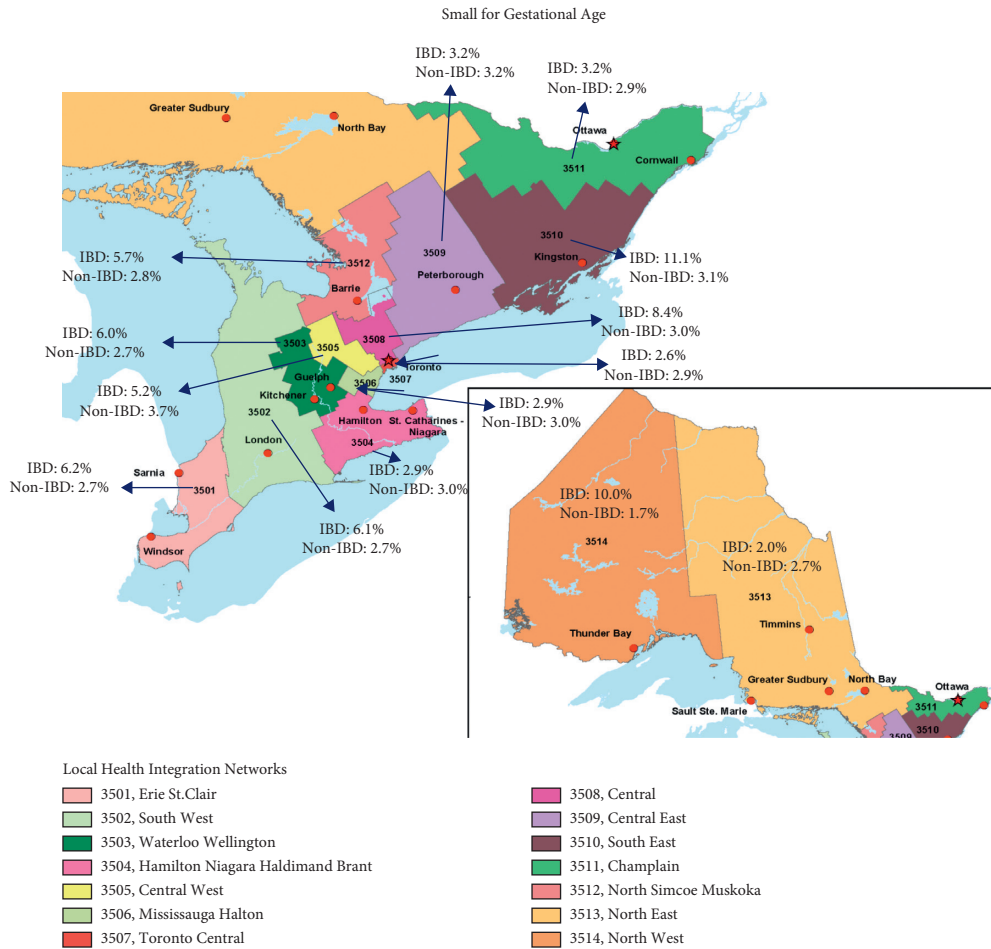 Small for Gestational Age
IBD: 3.2%
Non-IBD: 3.2%
IBD: 3.2%
Non-IBD: 2.9%
Greater Sudbury
North Bay
Ottawa
Cornwall
3511
3510
Kingston
IBD: 11.1%
Non-IBD: 3.1%
3509
Peterborough
IBD: 5.7%
Non-IBD: 2.8%
3512
Barrie
IBD: 8.4%
Non-IBD: 3.0%
IBD: 6.0%
Non-IBD: 2.7%
3503
3505
3508
Toronto
IBD: 2.6%
Non-IBD: 2.9%
IBD: 5.2%
Non-IBD: 3.7%
Guelph
Kitchener
3506
3507
IBD: 2.9%
Non-IBD: 3.0%
3502
Hamilton
St. Catharines -
Niagara
3504
London
IBD: 2.9%
Non-IBD: 3.0%
Sarnia
IBD: 6.2%
Non-IBD: 2.7%
3501
IBD: 6.1%
Non-IBD: 2.7%
Windsor
IBD: 10.0%
Non-IBD: 1.7%
3514
IBD: 2.0%
Non-IBD: 2.7%
3513
Timmins
Thunder Bay
Greater Sudbury
North Bay
Ottawa
Sault Ste. Marie
3511
3510
3509
Local Health Integration Networks
3501, Erie St.Clair
3502, South West
3503, Waterloo Wellington
3504, Hamilton Niagara Haldimand Brant
3505, Central West
3506, Mississauga Halton
3507, Toronto Central
3508, Central
3509, Central East
3510, South East
3511, Champlain
3512, North Simcoe Muskoka
3513, North East
3514, North West